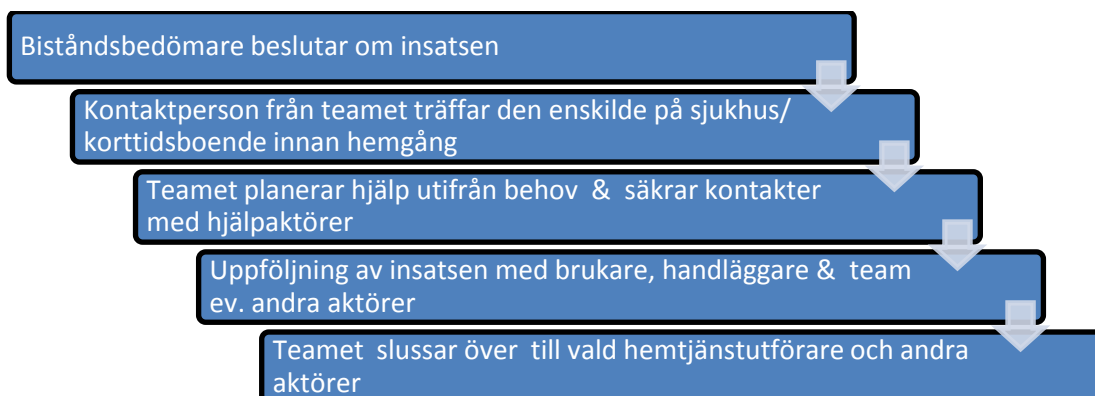 Biståndsbedömare beslutar om insatsen
Kontaktperson från teamet träffar den enskilde på sjukhus/
korttidsboende innan hemgång
Teamet planerar hjälp utifrån behov & säkrar kontakter
med hjälpaktörer
Uppföljning av insatsen med brukare, handläggare & team
ev. andra aktörer
Teamet slussar över till vald hemtjänstutförare och andra
aktörer